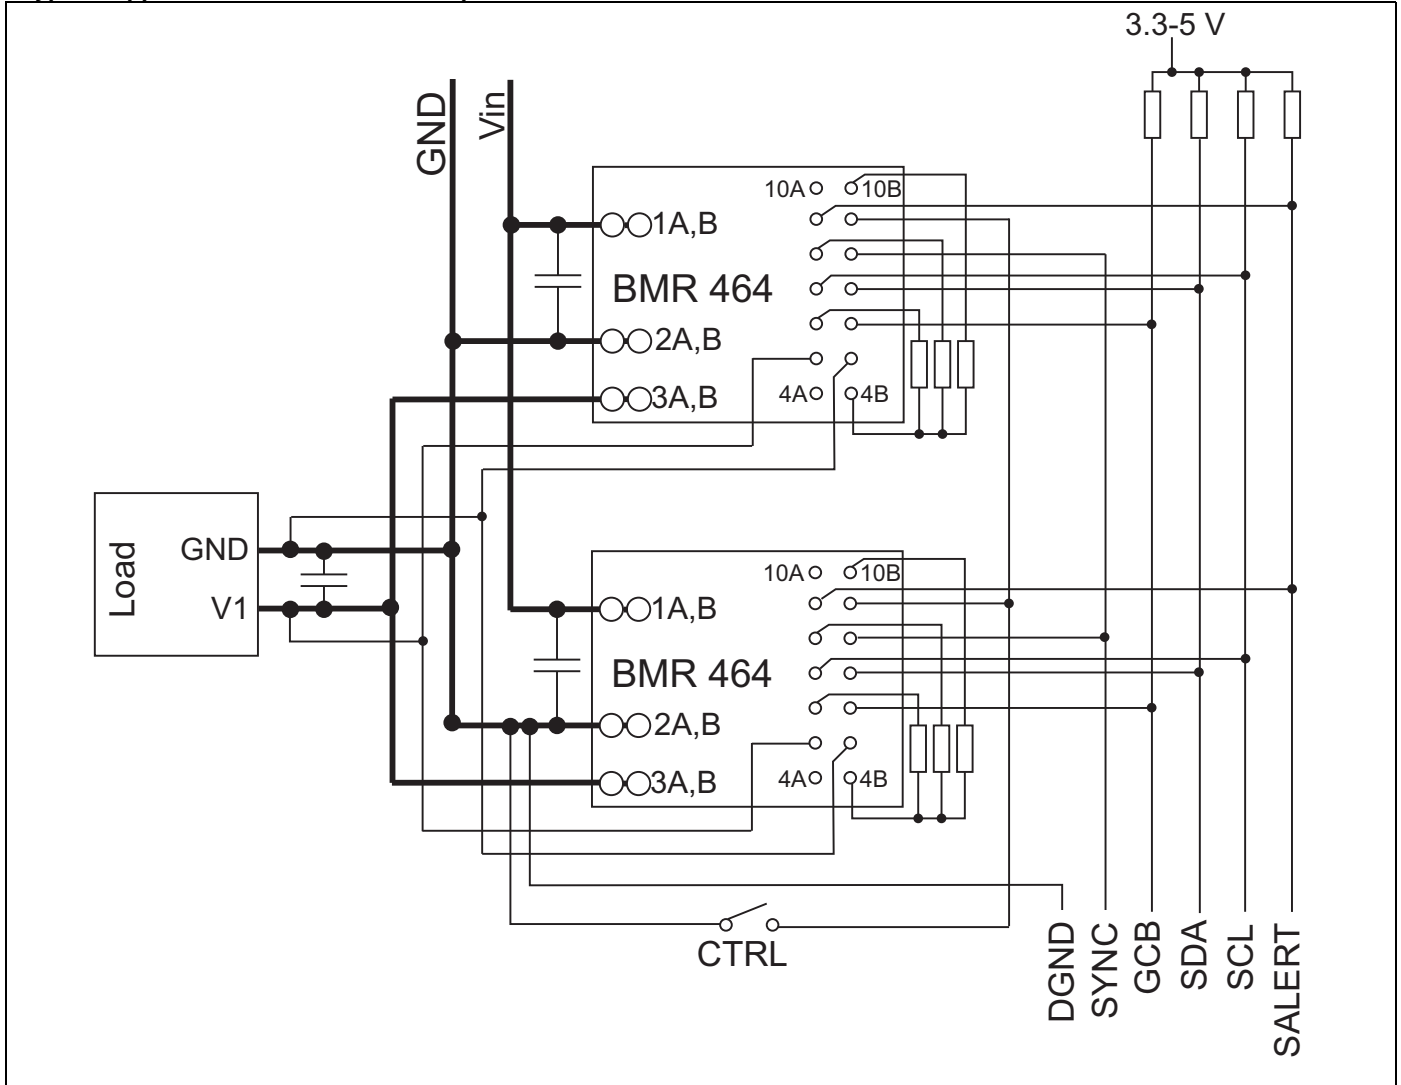 3.3-5 V
GND
Vin
10A 10B
1A,B
BMR 464
2A,B
3A,B
4A 4B
Load
GND
V1
10A 10B
1A,B
BMR 464
2A,B
3A,B
4A 4B
CTRL
DGND
SYNC
GCB
SDA
SCL
SALERT